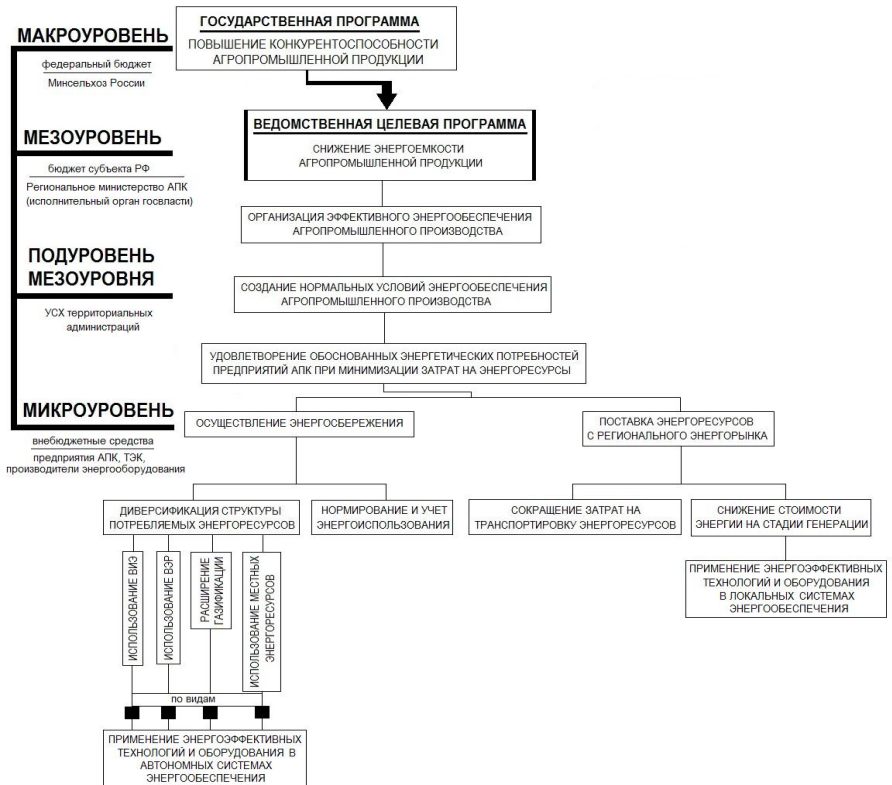 МАКРОУРОВЕНЬ
федеральный бюджет
Минсельхоз России
ГОСУДАРСТВЕННАЯ ПРОГРАММА
ПОВЫШЕНИЕ КОНКУРЕНТОСПОСОБНОСТИ
АГРОПРОМЫШЛЕННОЙ ПРОДУКЦИИ
МЕЗОУРОВЕНЬ
бюджет субъекта РФ
Региональное министерство АПК
(исполнительный орган госвласти)
ВЕДОМСТВЕННАЯ ЦЕЛЕВАЯ ПРОГРАММА
СНИЖЕНИЕ ЭНЕРГОЕМКОСТИ
АГРОПРОМЫШЛЕННОЙ ПРОДУКЦИИ
ОРГАНИЗАЦИЯ ЭФФЕКТИВНОГО ЭНЕРГООБЕСПЕЧЕНИЯ
АГРОПРОМЫШЛЕННОГО ПРОИЗВОДСТВА
ПОДУРОВЕНЬ
МЕЗОУРОВНЯ
УСХ территориальных
администраций
СОЗДАНИЕ НОРМАЛЬНЫХ УСЛОВИЙ ЭНЕРГООБЕСПЕЧЕНИЯ
АГРОПРОМЫШЛЕННОГО ПРОИЗВОДСТВА
УДОВЛЕТВОРЕНИЕ ОБОСНОВАННЫХ ЭНЕРГЕТИЧЕСКИХ ПОТРЕБНОСТЕЙ
ПРЕДПРИЯТИЙ АПК ПРИ МИНИМИЗАЦИИ ЗАТРАТ НА ЭНЕРГОРЕСУРСЫ
МИКРОУРОВЕНЬ
внебюджетные средства
предприятия АПК, ТЭК,
производители энергооборудования
ОСУЩЕСТВЛЕНИЕ ЭНЕРГОСБЕРЕЖЕНИЯ
ПОСТАВКА ЭНЕРГОРЕСУРСОВ
С РЕГИОНАЛЬНОГО ЭНЕРГОРЫНКА
ДИВЕРСИФИКАЦИЯ СТРУКТУРЫ
ПОТРЕБЛЯЕМЫХ ЭНЕРГОРЕСУРСОВ
НОРМИРОВАНИЕ И УЧЕТ
ЭНЕРГОИСПОЛЬЗОВАНИЯ
СОКРАЩЕНИЕ ЗАТРАТ НА
ТРАНСПОРТИРОВКУ ЭНЕРГОРЕСУРСОВ
СНИЖЕНИЕ СТОИМОСТИ
ЭНЕРГИИ НА СТАДИИ ГЕНЕРАЦИИ
ИСПОЛЬЗОВАНИЕ ВИЭ
ИСПОЛЬЗОВАНИЕ ВЭР
РАСШИРЕНИЕ
ГАЗИФИКАЦИИ
ИСПОЛЬЗОВАНИЕ МЕСТНЫХ
ЭНЕРГОРЕСУРСОВ
ПРИМЕНЕНИЕ ЭНЕРГОЭФФЕКТИВНЫХ
ТЕХНОЛОГИЙ И ОБОРУДОВАНИЯ
В ЛОКАЛЬНЫХ СИСТЕМАХ
ЭНЕРГООБЕСПЕЧЕНИЯ
по видам
ПРИМЕНЕНИЕ ЭНЕРГОЭФФЕКТИВНЫХ
ТЕХНОЛОГИЙ И ОБОРУДОВАНИЯ В
АВТОНОМНЫХ СИСТЕМАХ
ЭНЕРГООБЕСПЕЧЕНИЯ